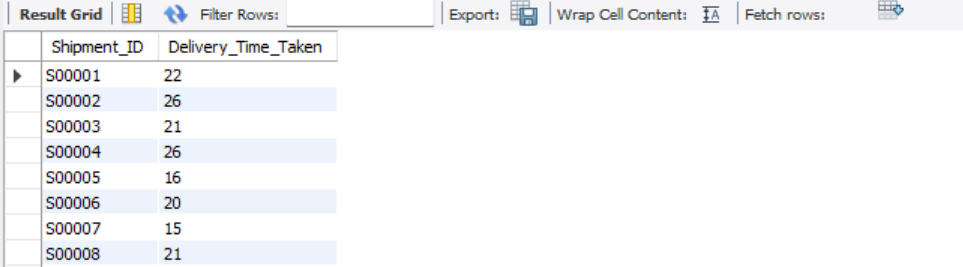 Result Grid Filter Rows: Export: Wrap Cell Content: IA Fetch rows:
Shipment_ID Delivery_Time_Taken
S00001 22
S00002 26
S00003 21
S00004 26
S00005 16
S00006 20
S00007 15
S00008 21